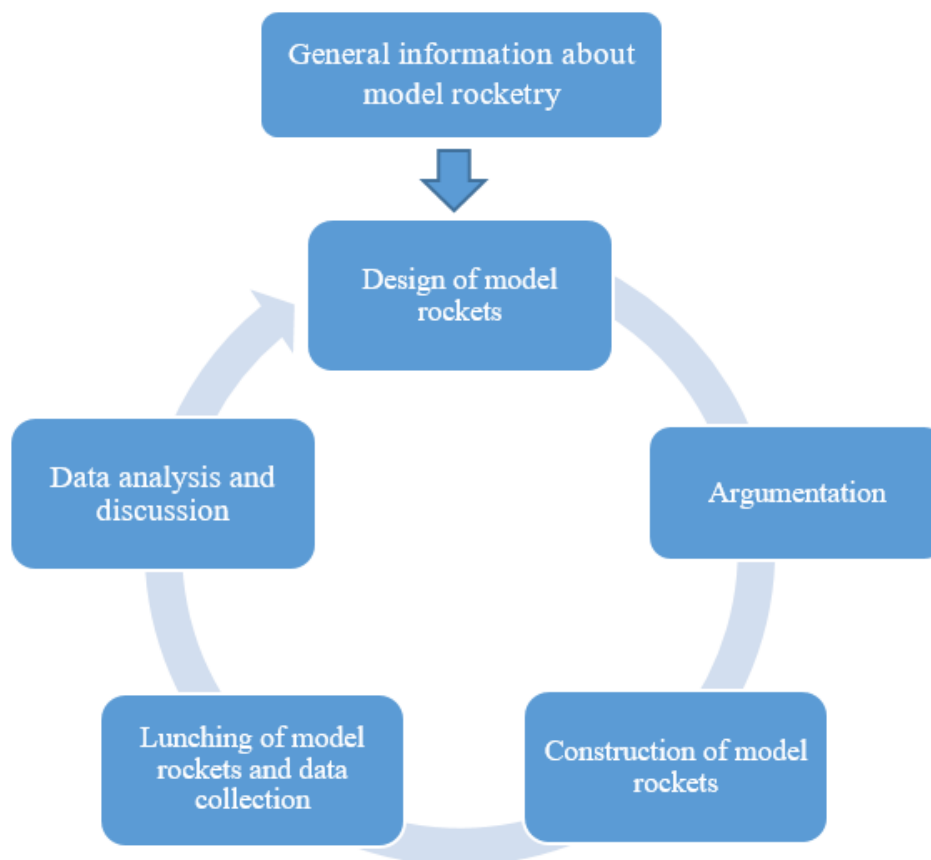 General information about
model rocketry
Design of model
rockets
Argumentation
Construction of model
rockets
Lunching of model
rockets and data
collection
Data analysis and
discussion